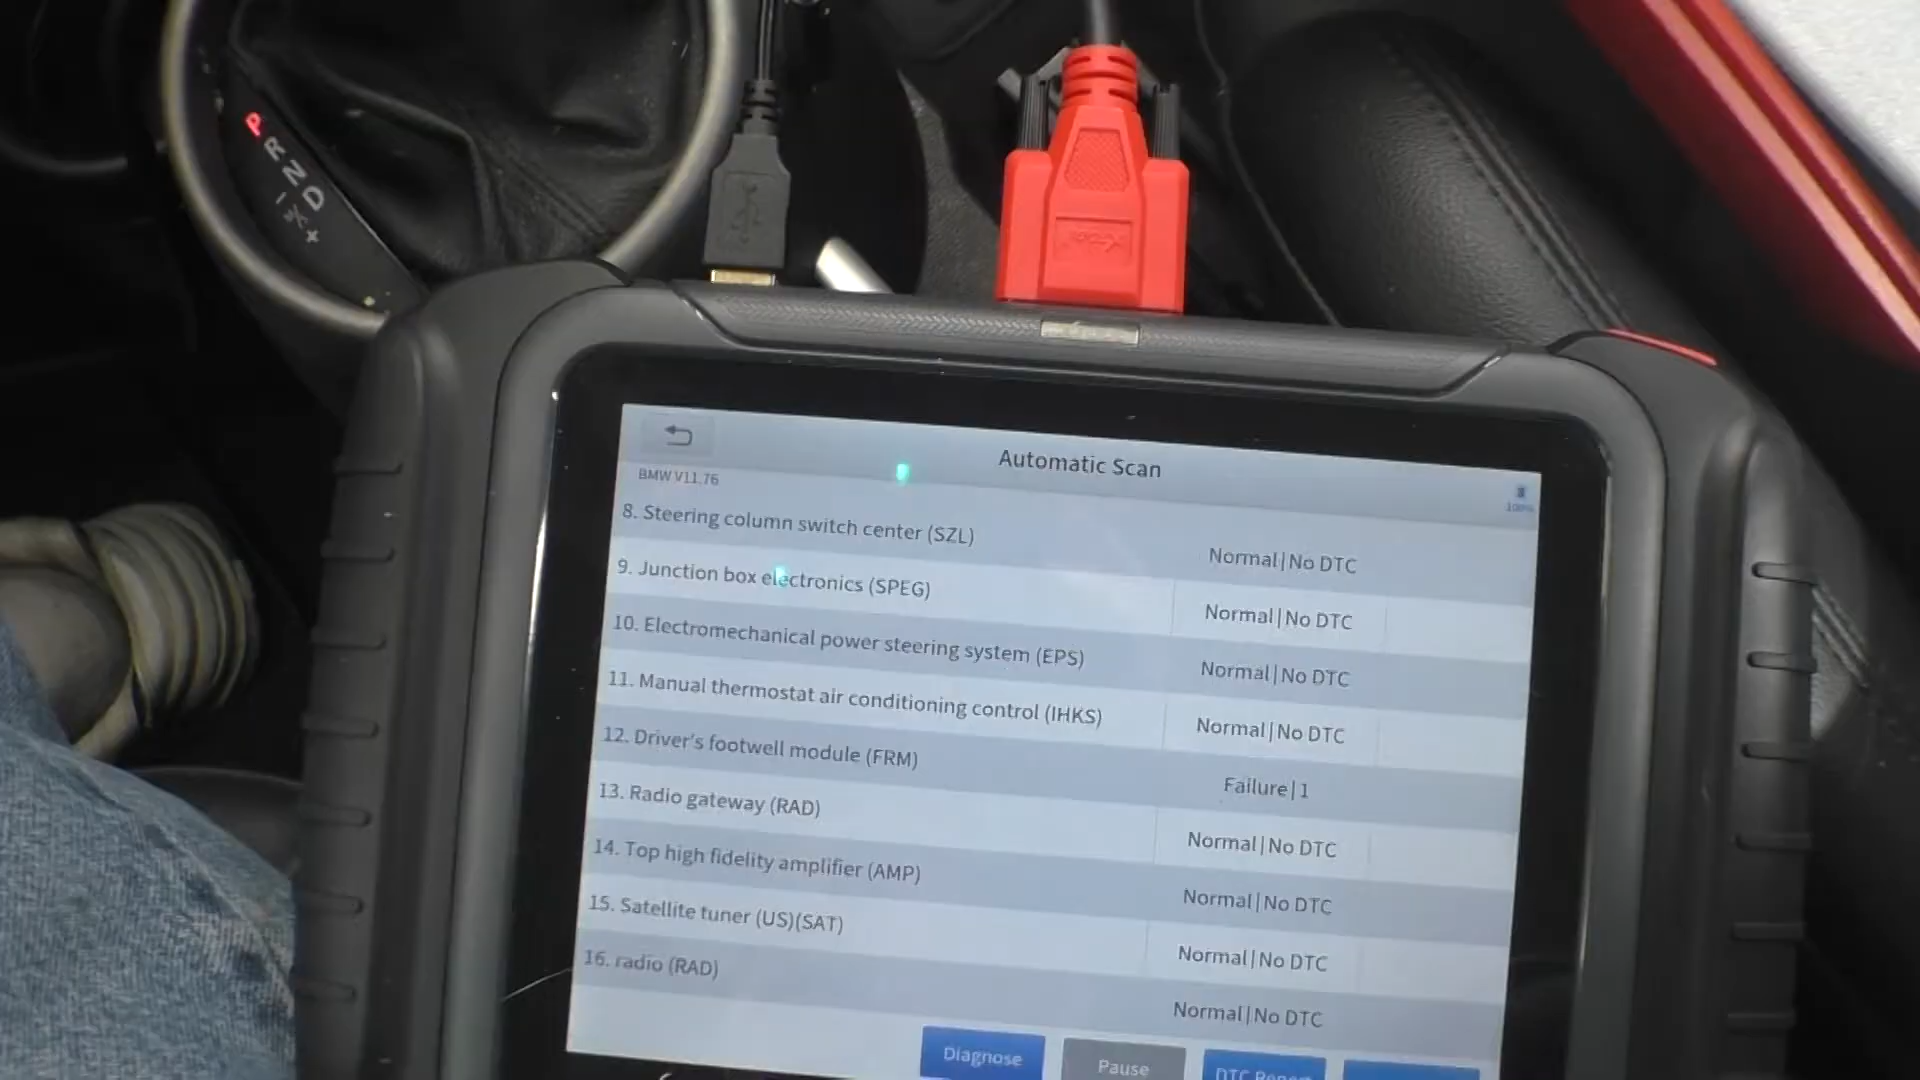 P
R
N
D
M/S
+
Automatic Scan
BMW V11.76
100%
8. Steering column switch center (SZL) Normal|No DTC
9. Junction box electronics (SPEG) Normal|No DTC
10. Electromechanical power steering system (EPS) Normal|No DTC
11. Manual thermostat air conditioning control (IHKS) Normal|No DTC
12. Driver's footwell module (FRM) Failure|1
13. Radio gateway (RAD) Normal|No DTC
14. Top high fidelity amplifier (AMP) Normal|No DTC
15. Satellite tuner (US)(SAT) Normal|No DTC
16. radio (RAD) Normal|No DTC
Diagnose Pause DTC Report